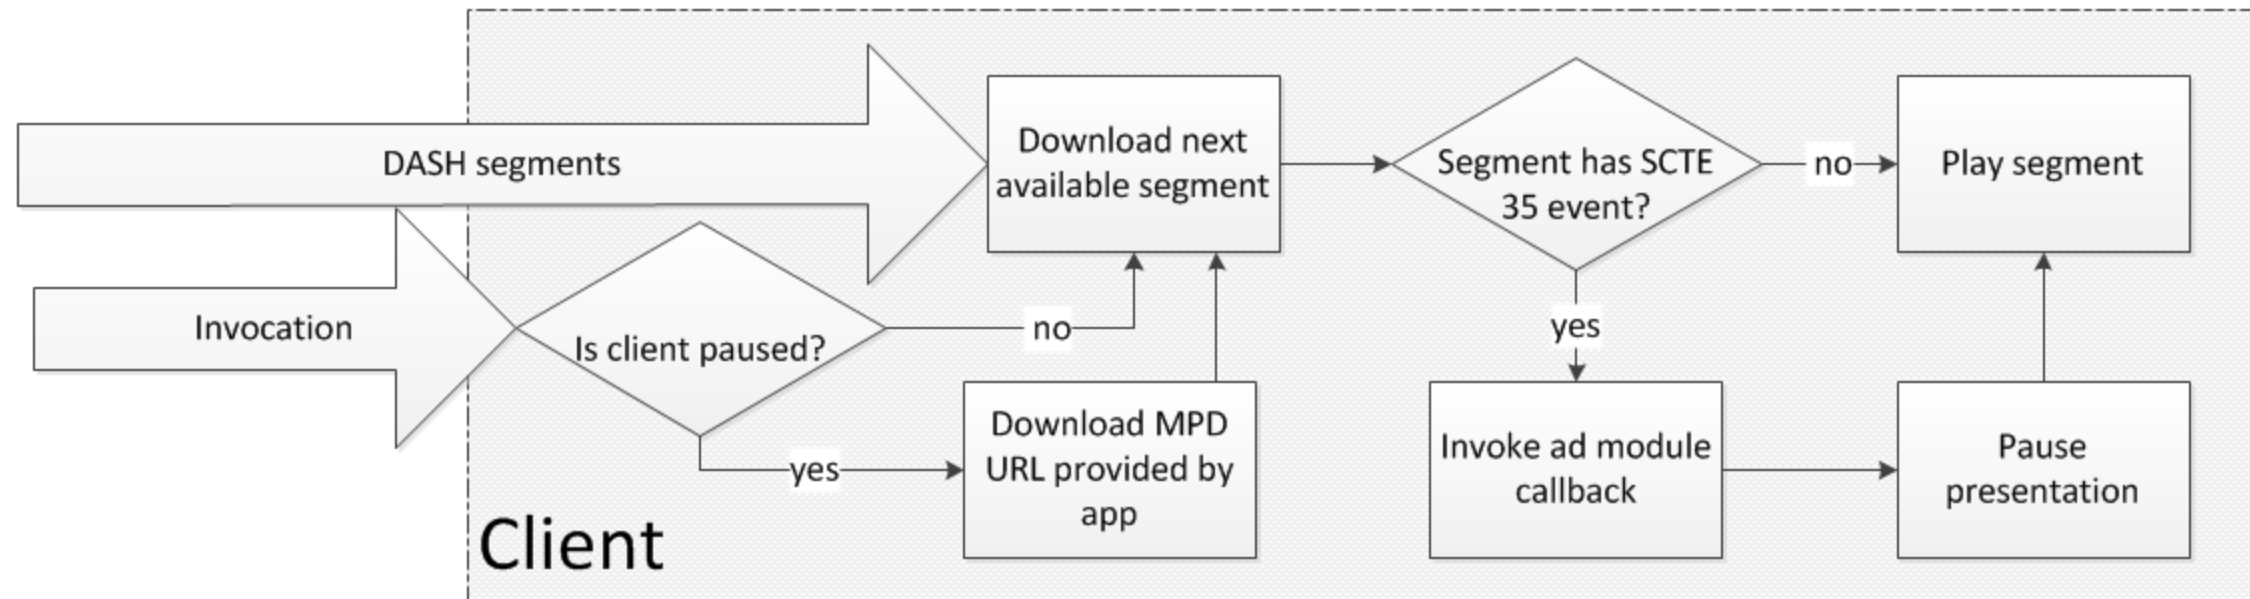 DASH segments
Download next
available segment
Segment has SCTE
35 event?
no
Play segment
Invocation
Is client paused?
no
yes
yes
Download MPD
URL provided by
app
Invoke ad module
callback
Pause
presentation
Client